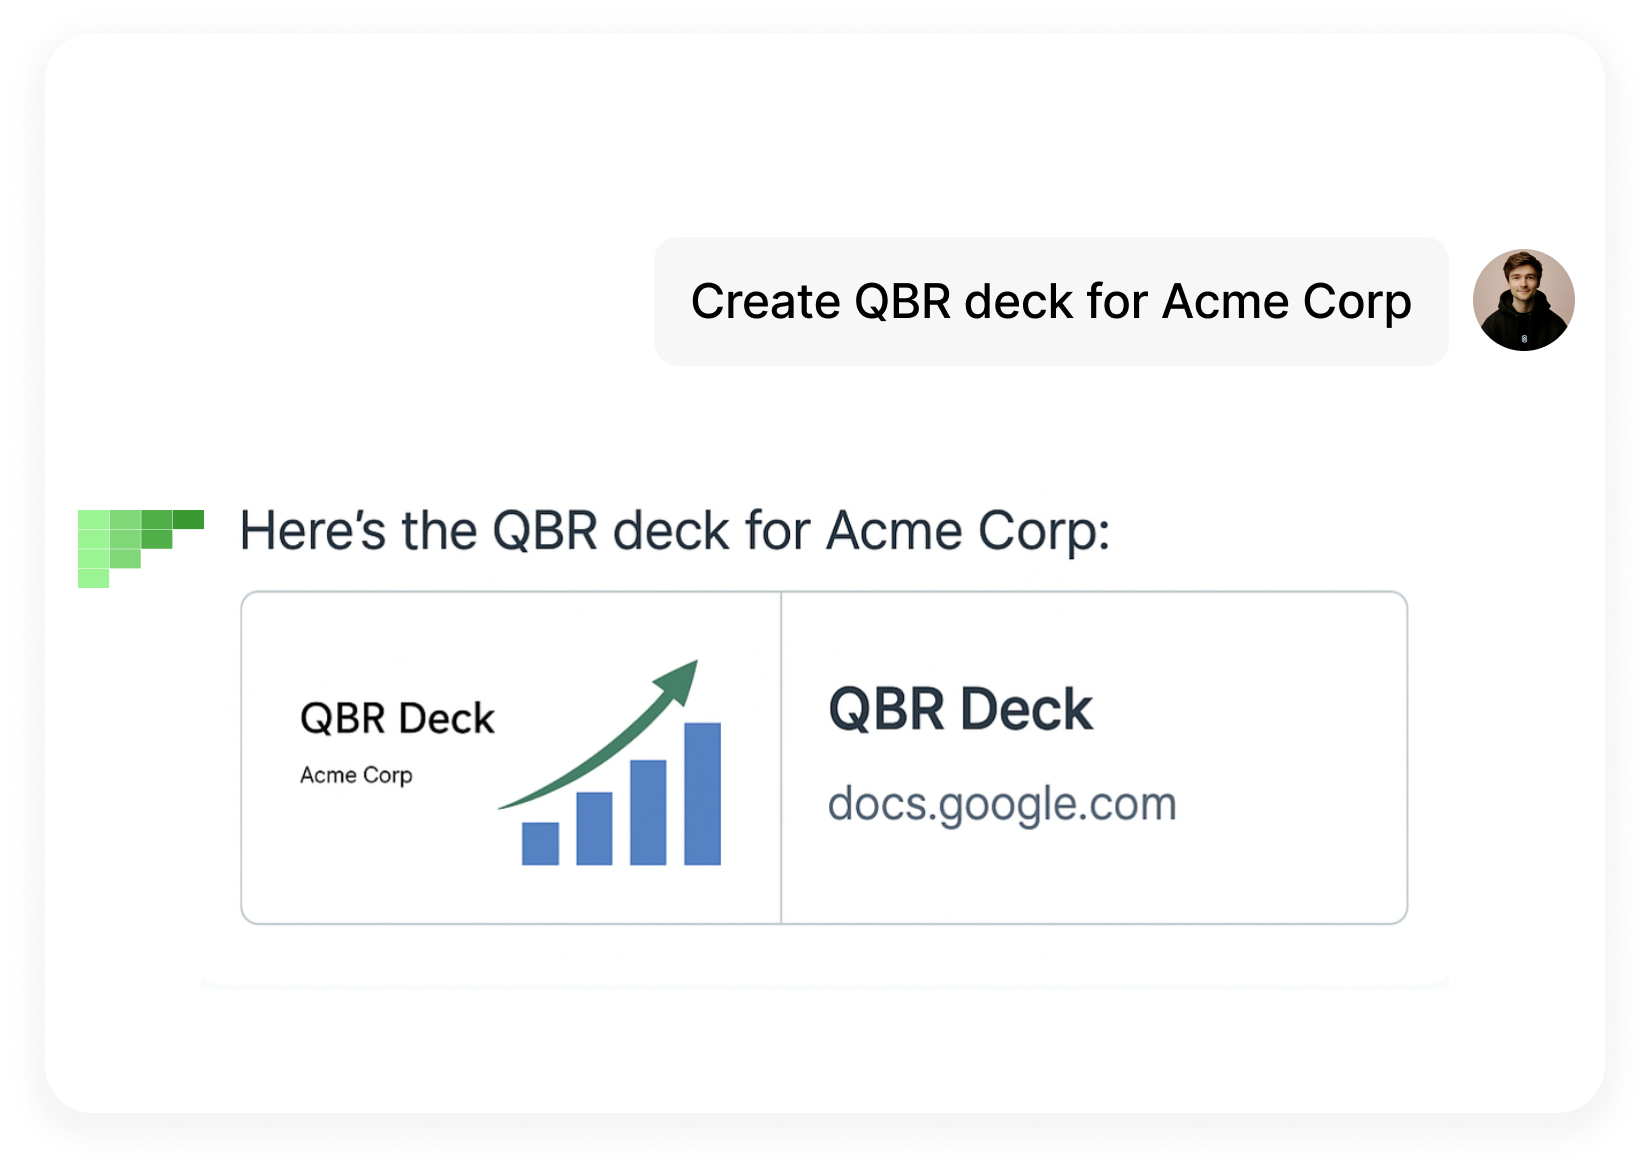 Create QBR deck for Acme Corp
Here’s the QBR deck for Acme Corp:
QBR Deck
Acme Corp
QBR Deck
docs.google.com